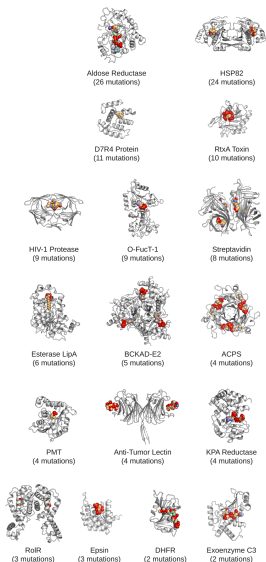 Aldose Reductase
(26 mutations)
HSP82
(24 mutations)
D7R4 Protein
(11 mutations)
RtxA Toxin
(10 mutations)
HIV-1 Protease
(9 mutations)
O-FucT-1
(9 mutations)
Streptavidin
(8 mutations)
Esterase LipA
(6 mutations)
BCKAD-E2
(5 mutations)
ACPS
(4 mutations)
PMT
(4 mutations)
Anti-Tumor Lectin
(4 mutations)
KPA Reductase
(4 mutations)
RolR
(3 mutations)
Epsin
(3 mutations)
DHFR
(2 mutations)
Exoenzyme C3
(2 mutations)